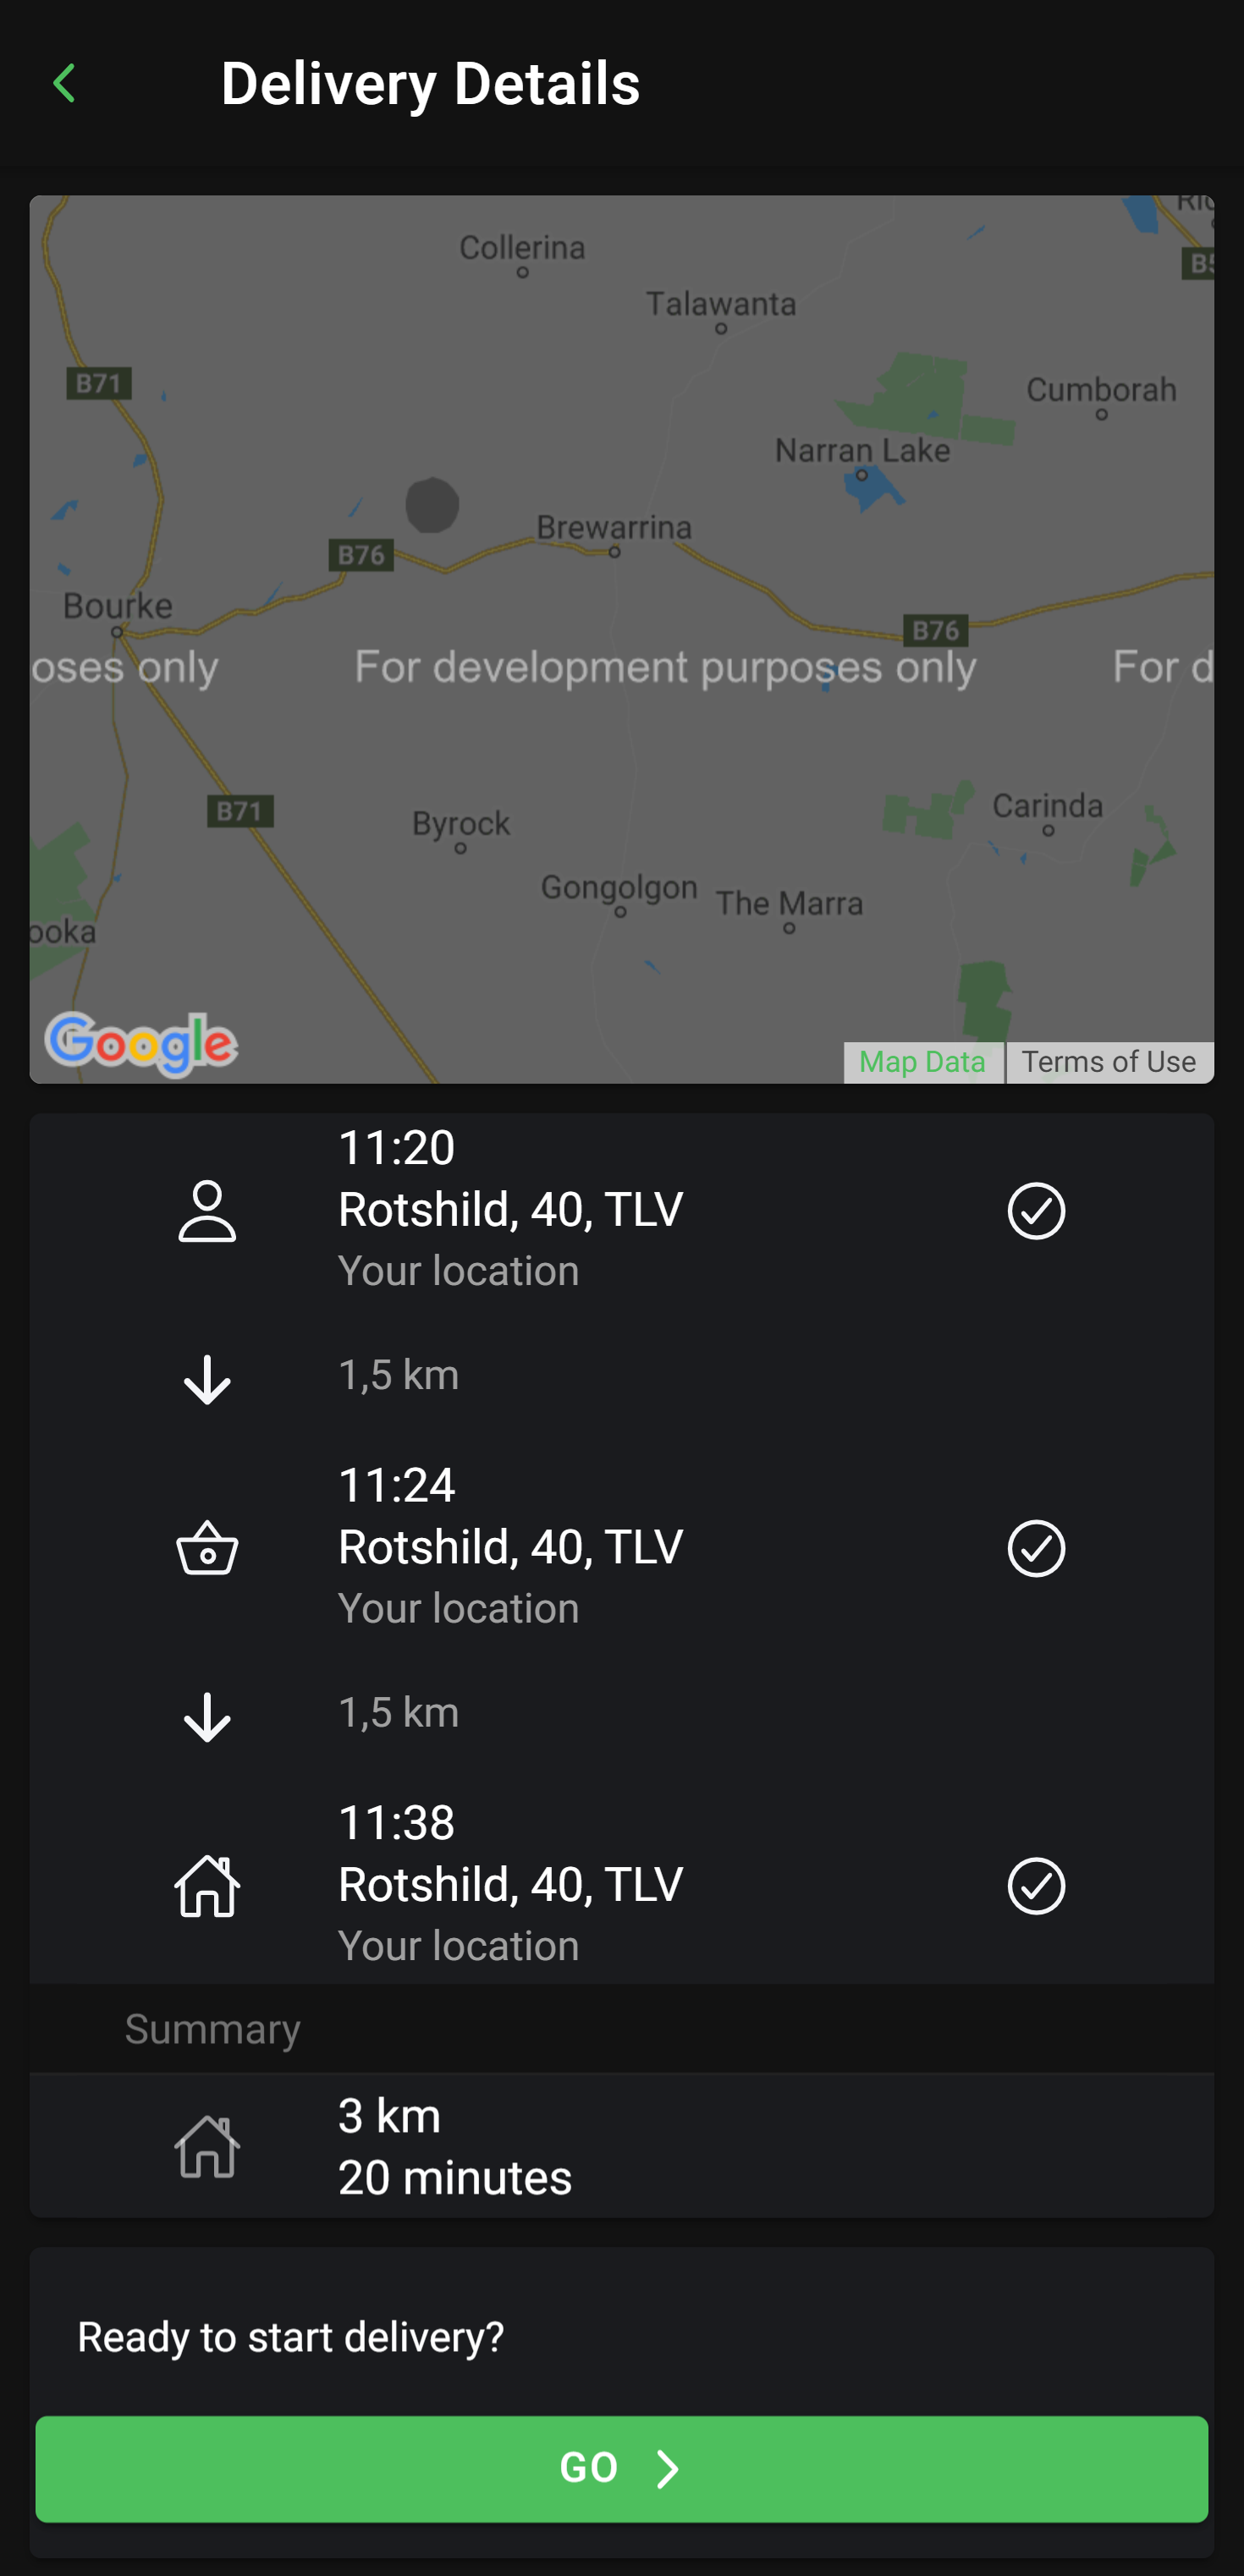 Delivery Details
Collerina
Talawanta
B71
Cumborah
Narran Lake
Brewarrina
B76
Bourke
B76
oses only
For development purposes only
For d
B71
Byrock
Carinda
Gongolgon
The Marra
ooka
Google
Map Data
Terms of Use
11:20
Rotshild, 40, TLV
Your location
1,5 km
11:24
Rotshild, 40, TLV
Your location
1,5 km
11:38
Rotshild, 40, TLV
Your location
Summary
3 km
20 minutes
Ready to start delivery?
GO